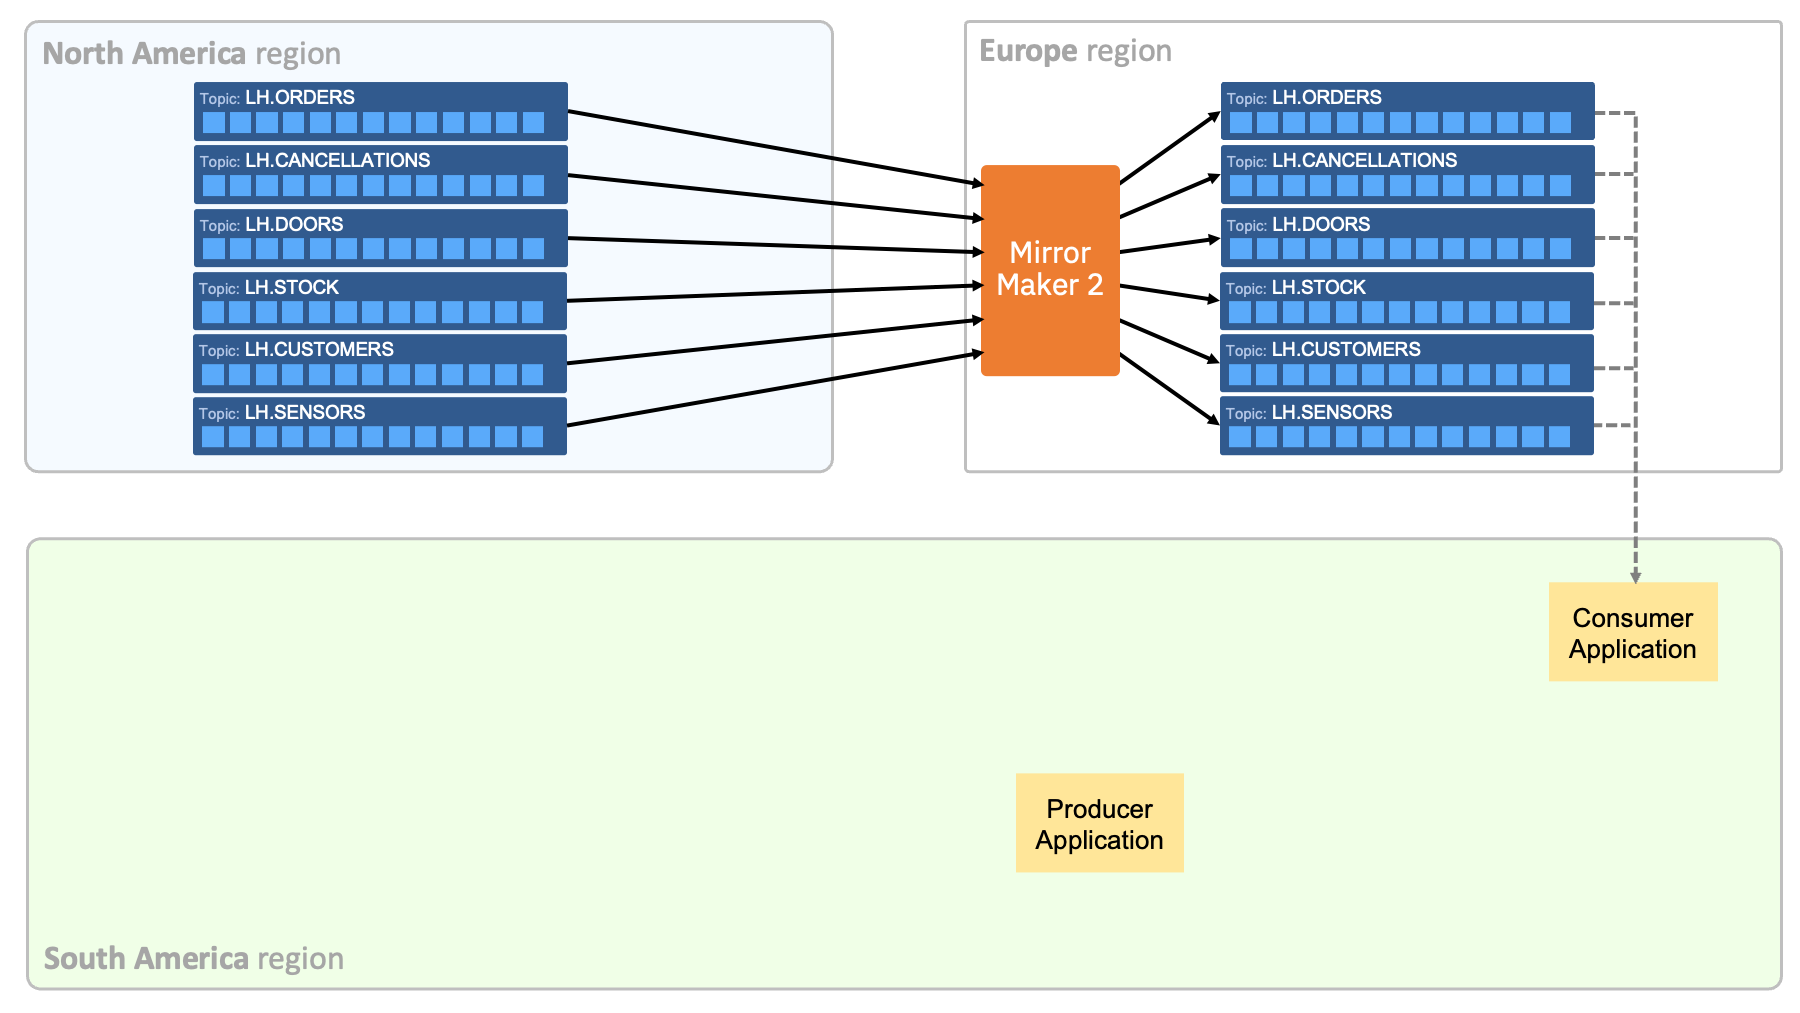 North America region
Topic: LH.ORDERS
Topic: LH.CANCELLATIONS
Topic: LH.DOORS
Topic: LH.STOCK
Topic: LH.CUSTOMERS
Topic: LH.SENSORS
Mirror
Maker 2
Europe region
Topic: LH.ORDERS
Topic: LH.CANCELLATIONS
Topic: LH.DOORS
Topic: LH.STOCK
Topic: LH.CUSTOMERS
Topic: LH.SENSORS
Consumer
Application
Producer
Application
South America region